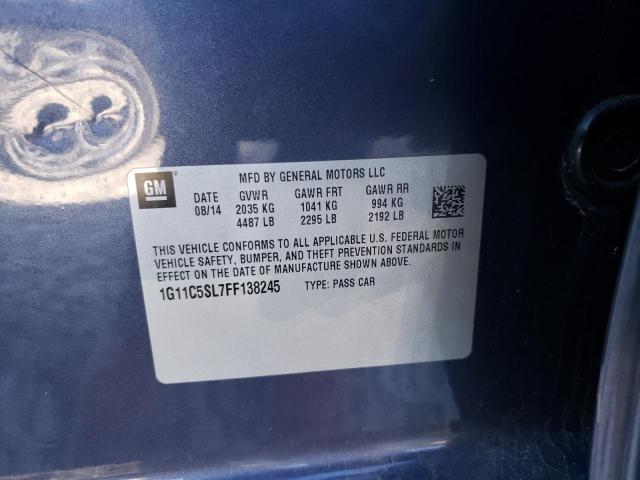 MFD BY GENERAL MOTORS LLC
GM
DATE GVWR GAWR FRT GAWR RR
08/14 2035 KG 1041 KG 994 KG
4487 LB 2295 LB 2192 LB
THIS VEHICLE CONFORMS TO ALL APPLICABLE U.S. FEDERAL MOTOR
VEHICLE SAFETY, BUMPER, AND THEFT PREVENTION STANDARDS IN
EFFECT ON THE DATE OF MANUFACTURE SHOWN ABOVE.
1G11C5SL7FF138245 TYPE: PASS CAR